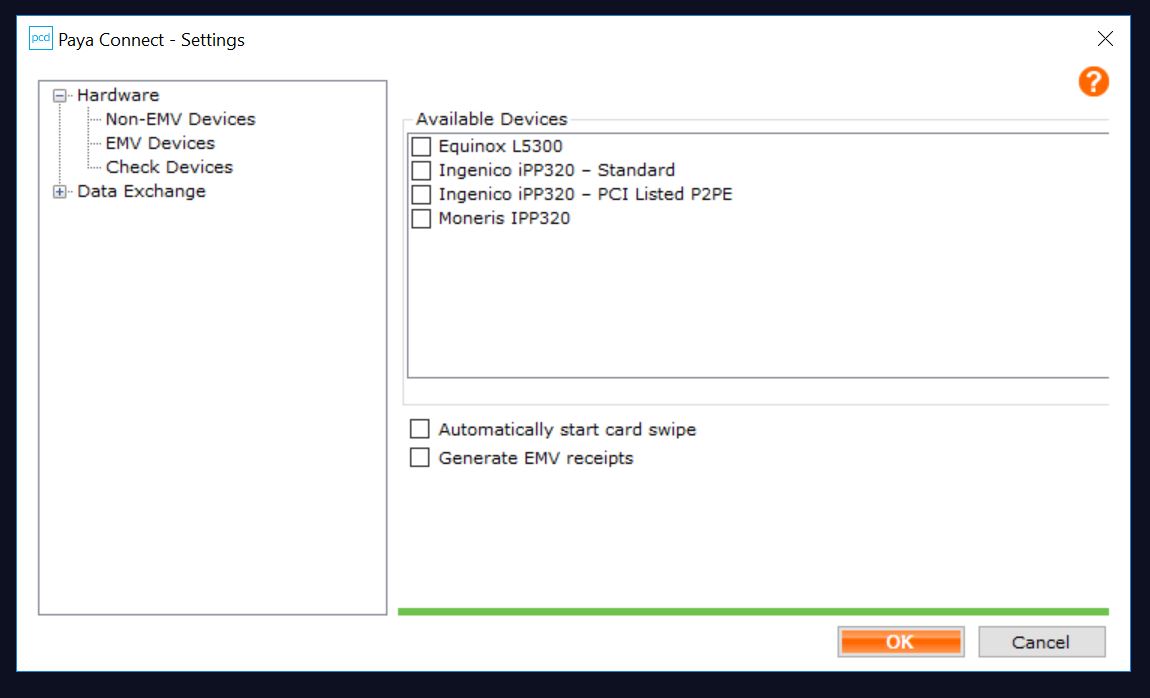 pcd Paya Connect - Settings
?
Hardware
Non-EMV Devices
EMV Devices
Check Devices
Data Exchange
Available Devices
Equinox L5300
Ingenico iPP320 – Standard
Ingenico iPP320 – PCI Listed P2PE
Moneris IPP320
Automatically start card swipe
Generate EMV receipts
OK Cancel